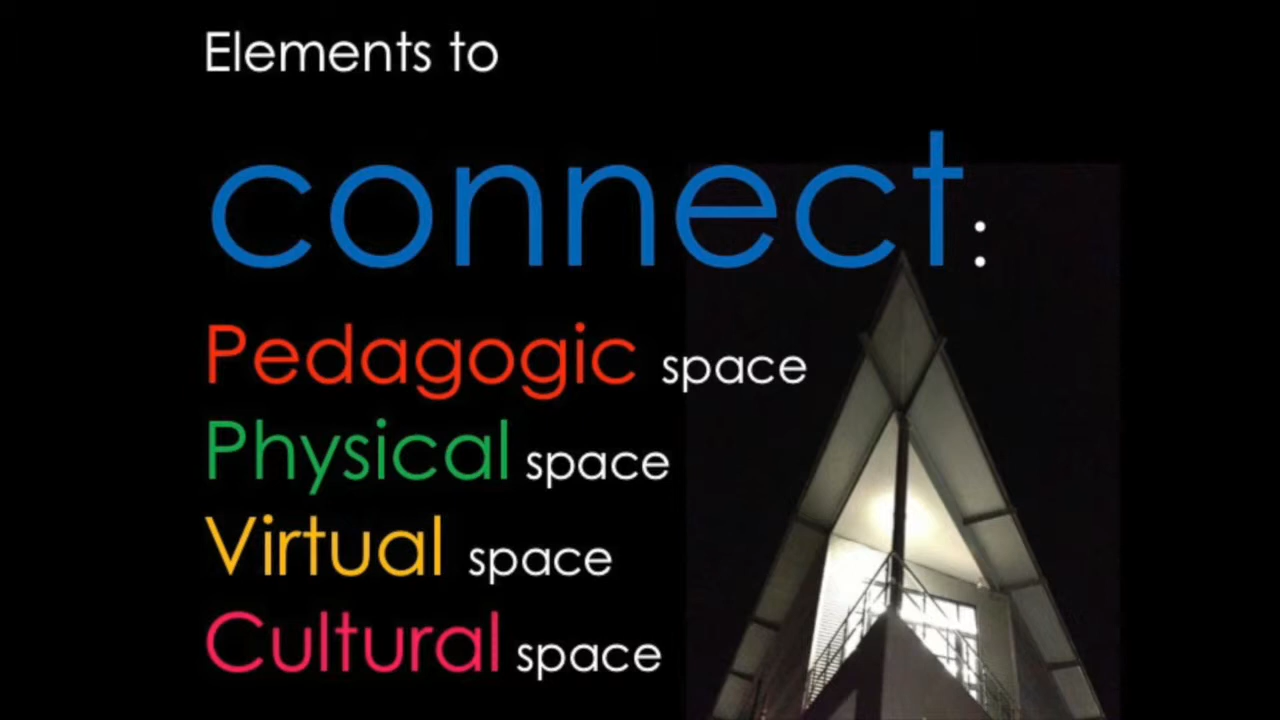 Elements to
connect:
Pedagogic space
Physical space
Virtual space
Cultural space